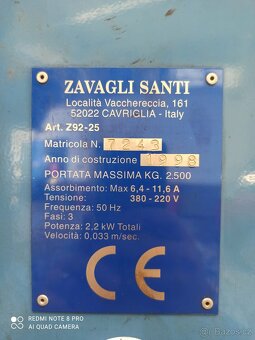 ZAVAGLI SANTI
Località Vacchereccia, 161
52022 CAVRIGLIA - Italy
Art. Z92-25
Matricola N. 7243
Anno di costruzione 1998
PORTATA MASSIMA KG. 2.500
Assorbimento: Max 6,4 - 11,6 A
Tensione: 380 - 220 V
Frequenza: 50 Hz
Fasi: 3
Potenza: 2,2 kW Totali
Velocità: 0,033 m/sec.
CE
REDMI NOTE 8 PRO
AI QUAD CAMERA